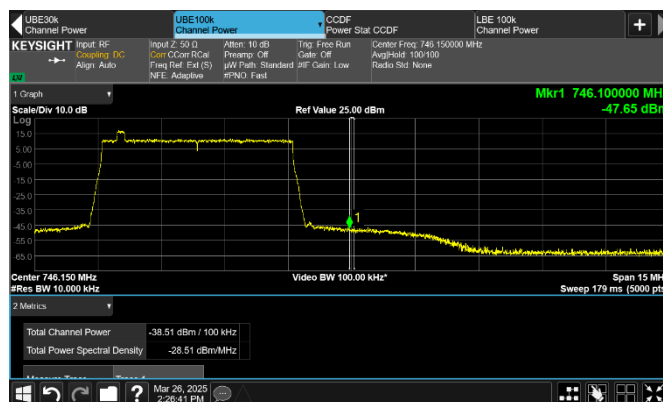 UBE30k
Channel Power
UBE100k
Channel Power
CCDF
Power Stat CCDF
LBE 100k
Channel Power
+
KEYSIGHT
Input: RF
Coupling: DC
Align: Auto
Input Z: 50 Ω
Corr CCorr RCal
Freq Ref: Ext (S)
NFE: Adaptive
Atten: 10 dB
Preamp: Off
µW Path: Standard
#PNO: Fast
Trig: Free Run
Gate: Off
#IF Gain: Low
Center Freq: 746.150000 MHz
Avg|Hold: 100/100
Radio Std: None
1 Graph
Mkr1 746.100000 MH
Scale/Div 10.0 dB
Ref Value 25.00 dBm
-47.65 dBm
Log
15.0
5.00
-5.00
-15.0
-25.0
-35.0
-45.0
-55.0
-65.0
1
Center 746.150 MHz
Video BW 100.00 kHz*
Span 15 MH
#Res BW 10.000 kHz
Sweep 179 ms (5000 pts
2 Metrics
Total Channel Power -38.51 dBm / 100 kHz
Total Power Spectral Density -28.51 dBm/MHz
Measure Trace Trace 1
?
Mar 26, 2025
2:26:41 PM